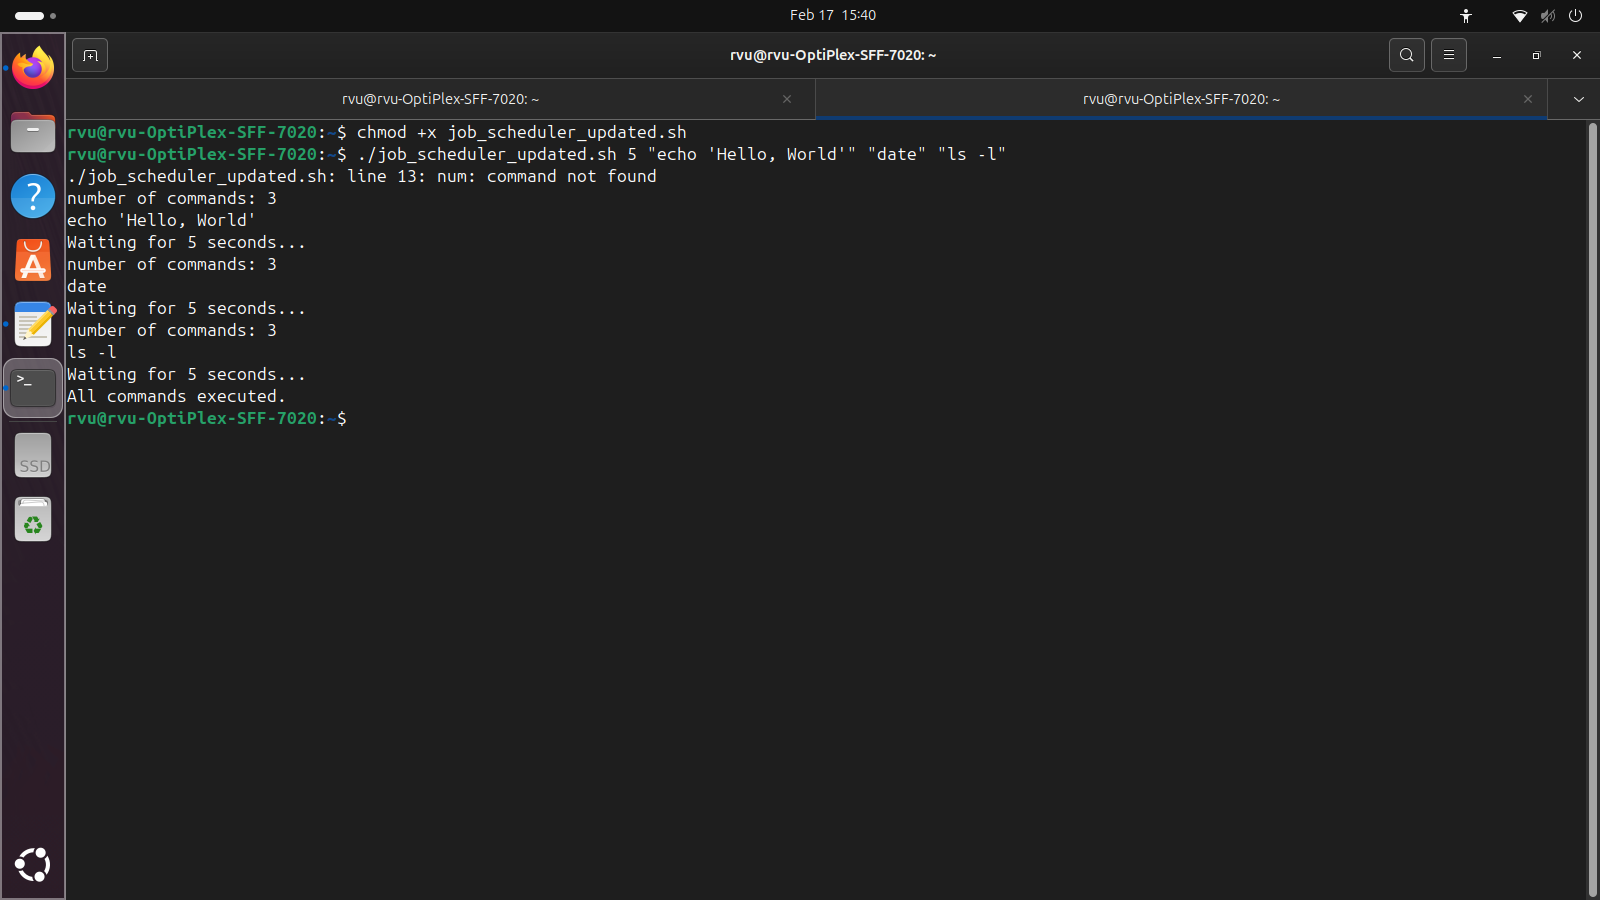 Feb 17  15:40
rvu@rvu-OptiPlex-SFF-7020: ~
rvu@rvu-OptiPlex-SFF-7020: ~
rvu@rvu-OptiPlex-SFF-7020: ~
rvu@rvu-OptiPlex-SFF-7020:~$ chmod +x job_scheduler_updated.sh
rvu@rvu-OptiPlex-SFF-7020:~$ ./job_scheduler_updated.sh 5 "echo 'Hello, World'" "date" "ls -l"
./job_scheduler_updated.sh: line 13: num: command not found
number of commands: 3
echo 'Hello, World'
Waiting for 5 seconds...
number of commands: 3
date
Waiting for 5 seconds...
number of commands: 3
ls -l
Waiting for 5 seconds...
All commands executed.
rvu@rvu-OptiPlex-SFF-7020:~$
SSD